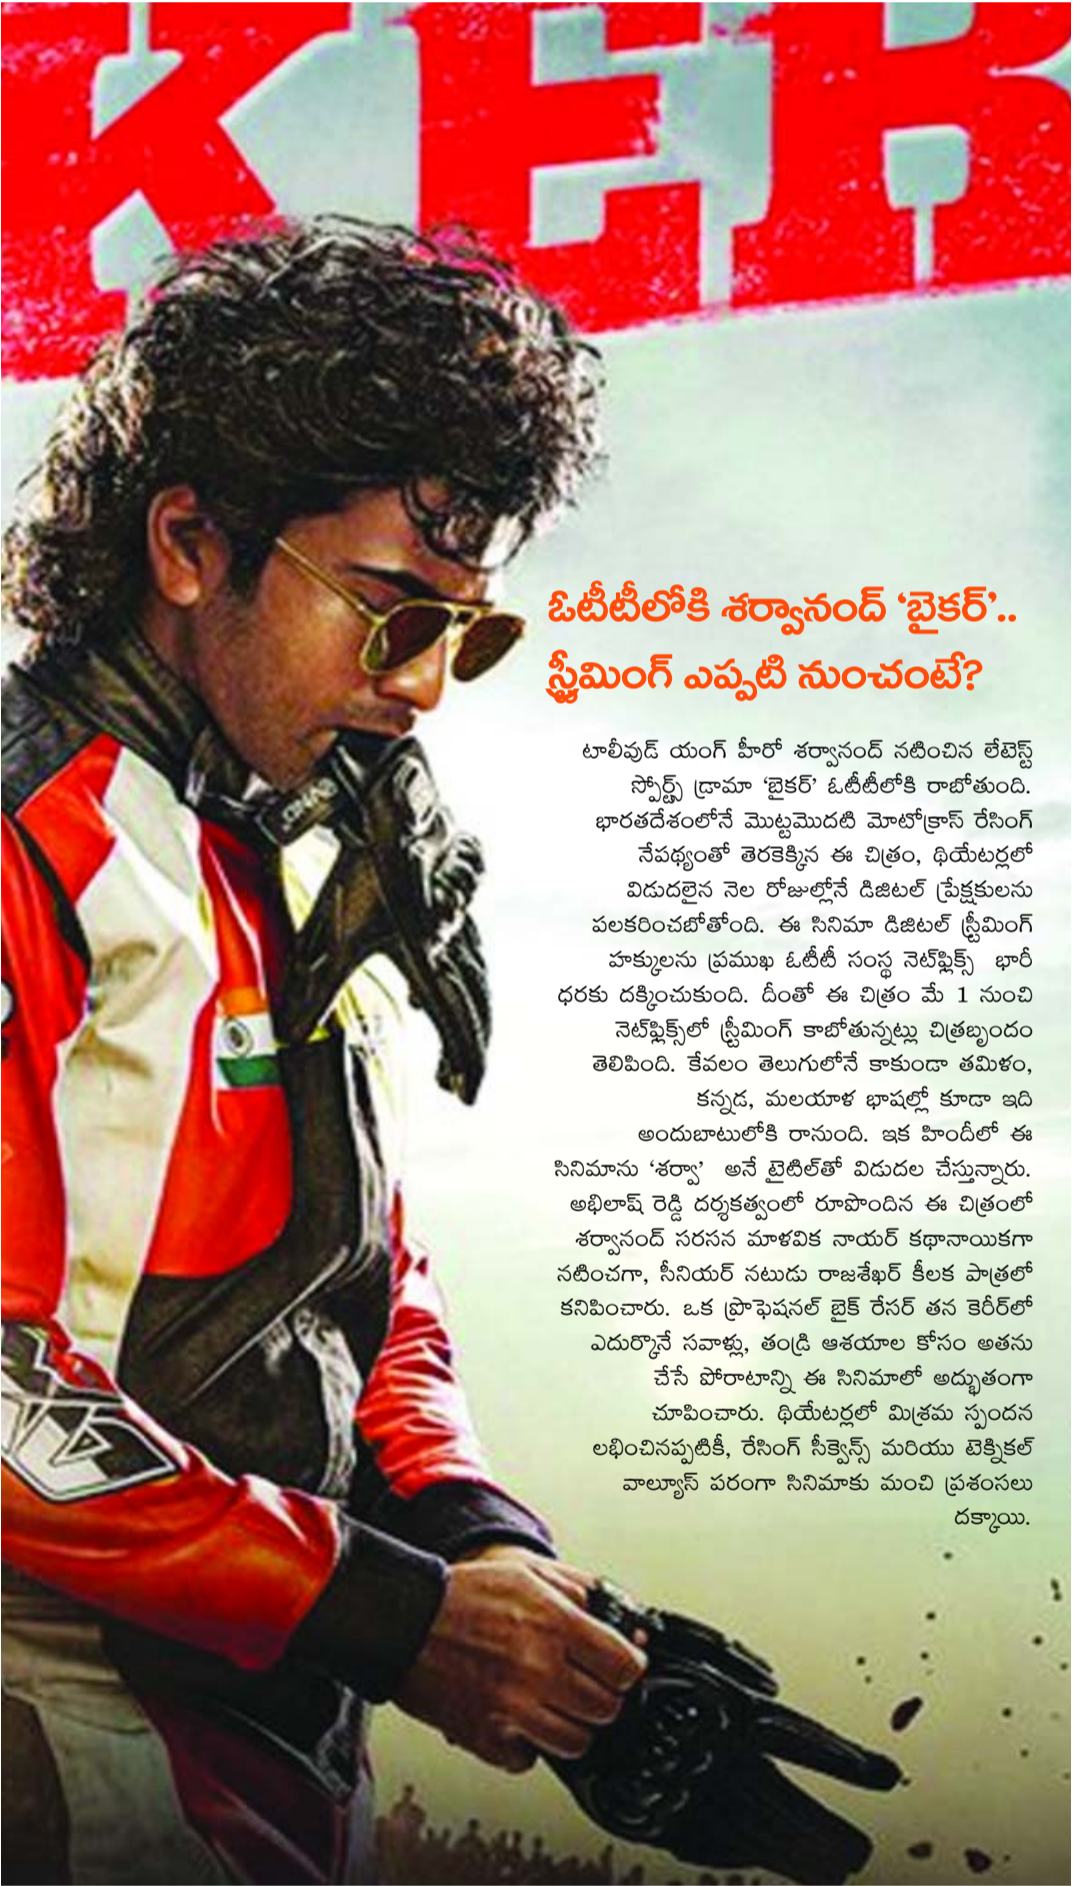 KER
ఓటీటీలోకి శర్వానంద్ ‘బైకర్’..
స్ట్రీమింగ్ ఎప్పటి నుంచంటే?
టాలీవుడ్ యంగ్ హీరో శర్వానంద్ నటించిన లేటెస్ట్
స్పోర్ట్స్ డ్రామా ‘బైకర్’ ఓటీటీలోకి రాబోతుంది.
భారతదేశంలోనే మొట్టమొదటి మోటోక్రాస్ రేసింగ్
నేపథ్యంతో తెరకెక్కిన ఈ చిత్రం, థియేటర్లలో
విడుదలైన నెల రోజుల్లోనే డిజిటల్ ప్రేక్షకులను
పలకరించబోతోంది. ఈ సినిమా డిజిటల్ స్ట్రీమింగ్
హక్కులను ప్రముఖ ఓటీటీ సంస్థ నెట్‌ఫ్లిక్స్ భారీ
ధరకు దక్కించుకుంది. దీంతో ఈ చిత్రం మే 1 నుంచి
నెట్‌ఫ్లిక్స్‌లో స్ట్రీమింగ్ కాబోతున్నట్లు చిత్రబృందం
తెలిపింది. కేవలం తెలుగులోనే కాకుండా తమిళం,
కన్నడ, మలయాళ భాషల్లో కూడా ఇది
అందుబాటులోకి రానుంది. ఇక హిందీలో ఈ
సినిమాను ‘శర్వా’ అనే టైటిల్‌తో విడుదల చేస్తున్నారు.
అభిలాష్ రెడ్డి దర్శకత్వంలో రూపొందిన ఈ చిత్రంలో
శర్వానంద్ సరసన మాళవిక నాయర్ కథానాయికగా
నటించగా, సీనియర్ నటుడు రాజశేఖర్ కీలక పాత్రలో
కనిపించారు. ఒక ప్రొఫెషనల్ బైక్ రేసర్ తన కెరీర్‌లో
ఎదుర్కొనే సవాళ్లు, తండ్రి ఆశయాల కోసం అతను
చేసే పోరాటాన్ని ఈ సినిమాలో అద్భుతంగా
చూపించారు. థియేటర్లలో మిశ్రమ స్పందన
లభించినప్పటికీ, రేసింగ్ సీక్వెన్స్ మరియు టెక్నికల్
వాల్యూస్ పరంగా సినిమాకు మంచి ప్రశంసలు
దక్కాయి.